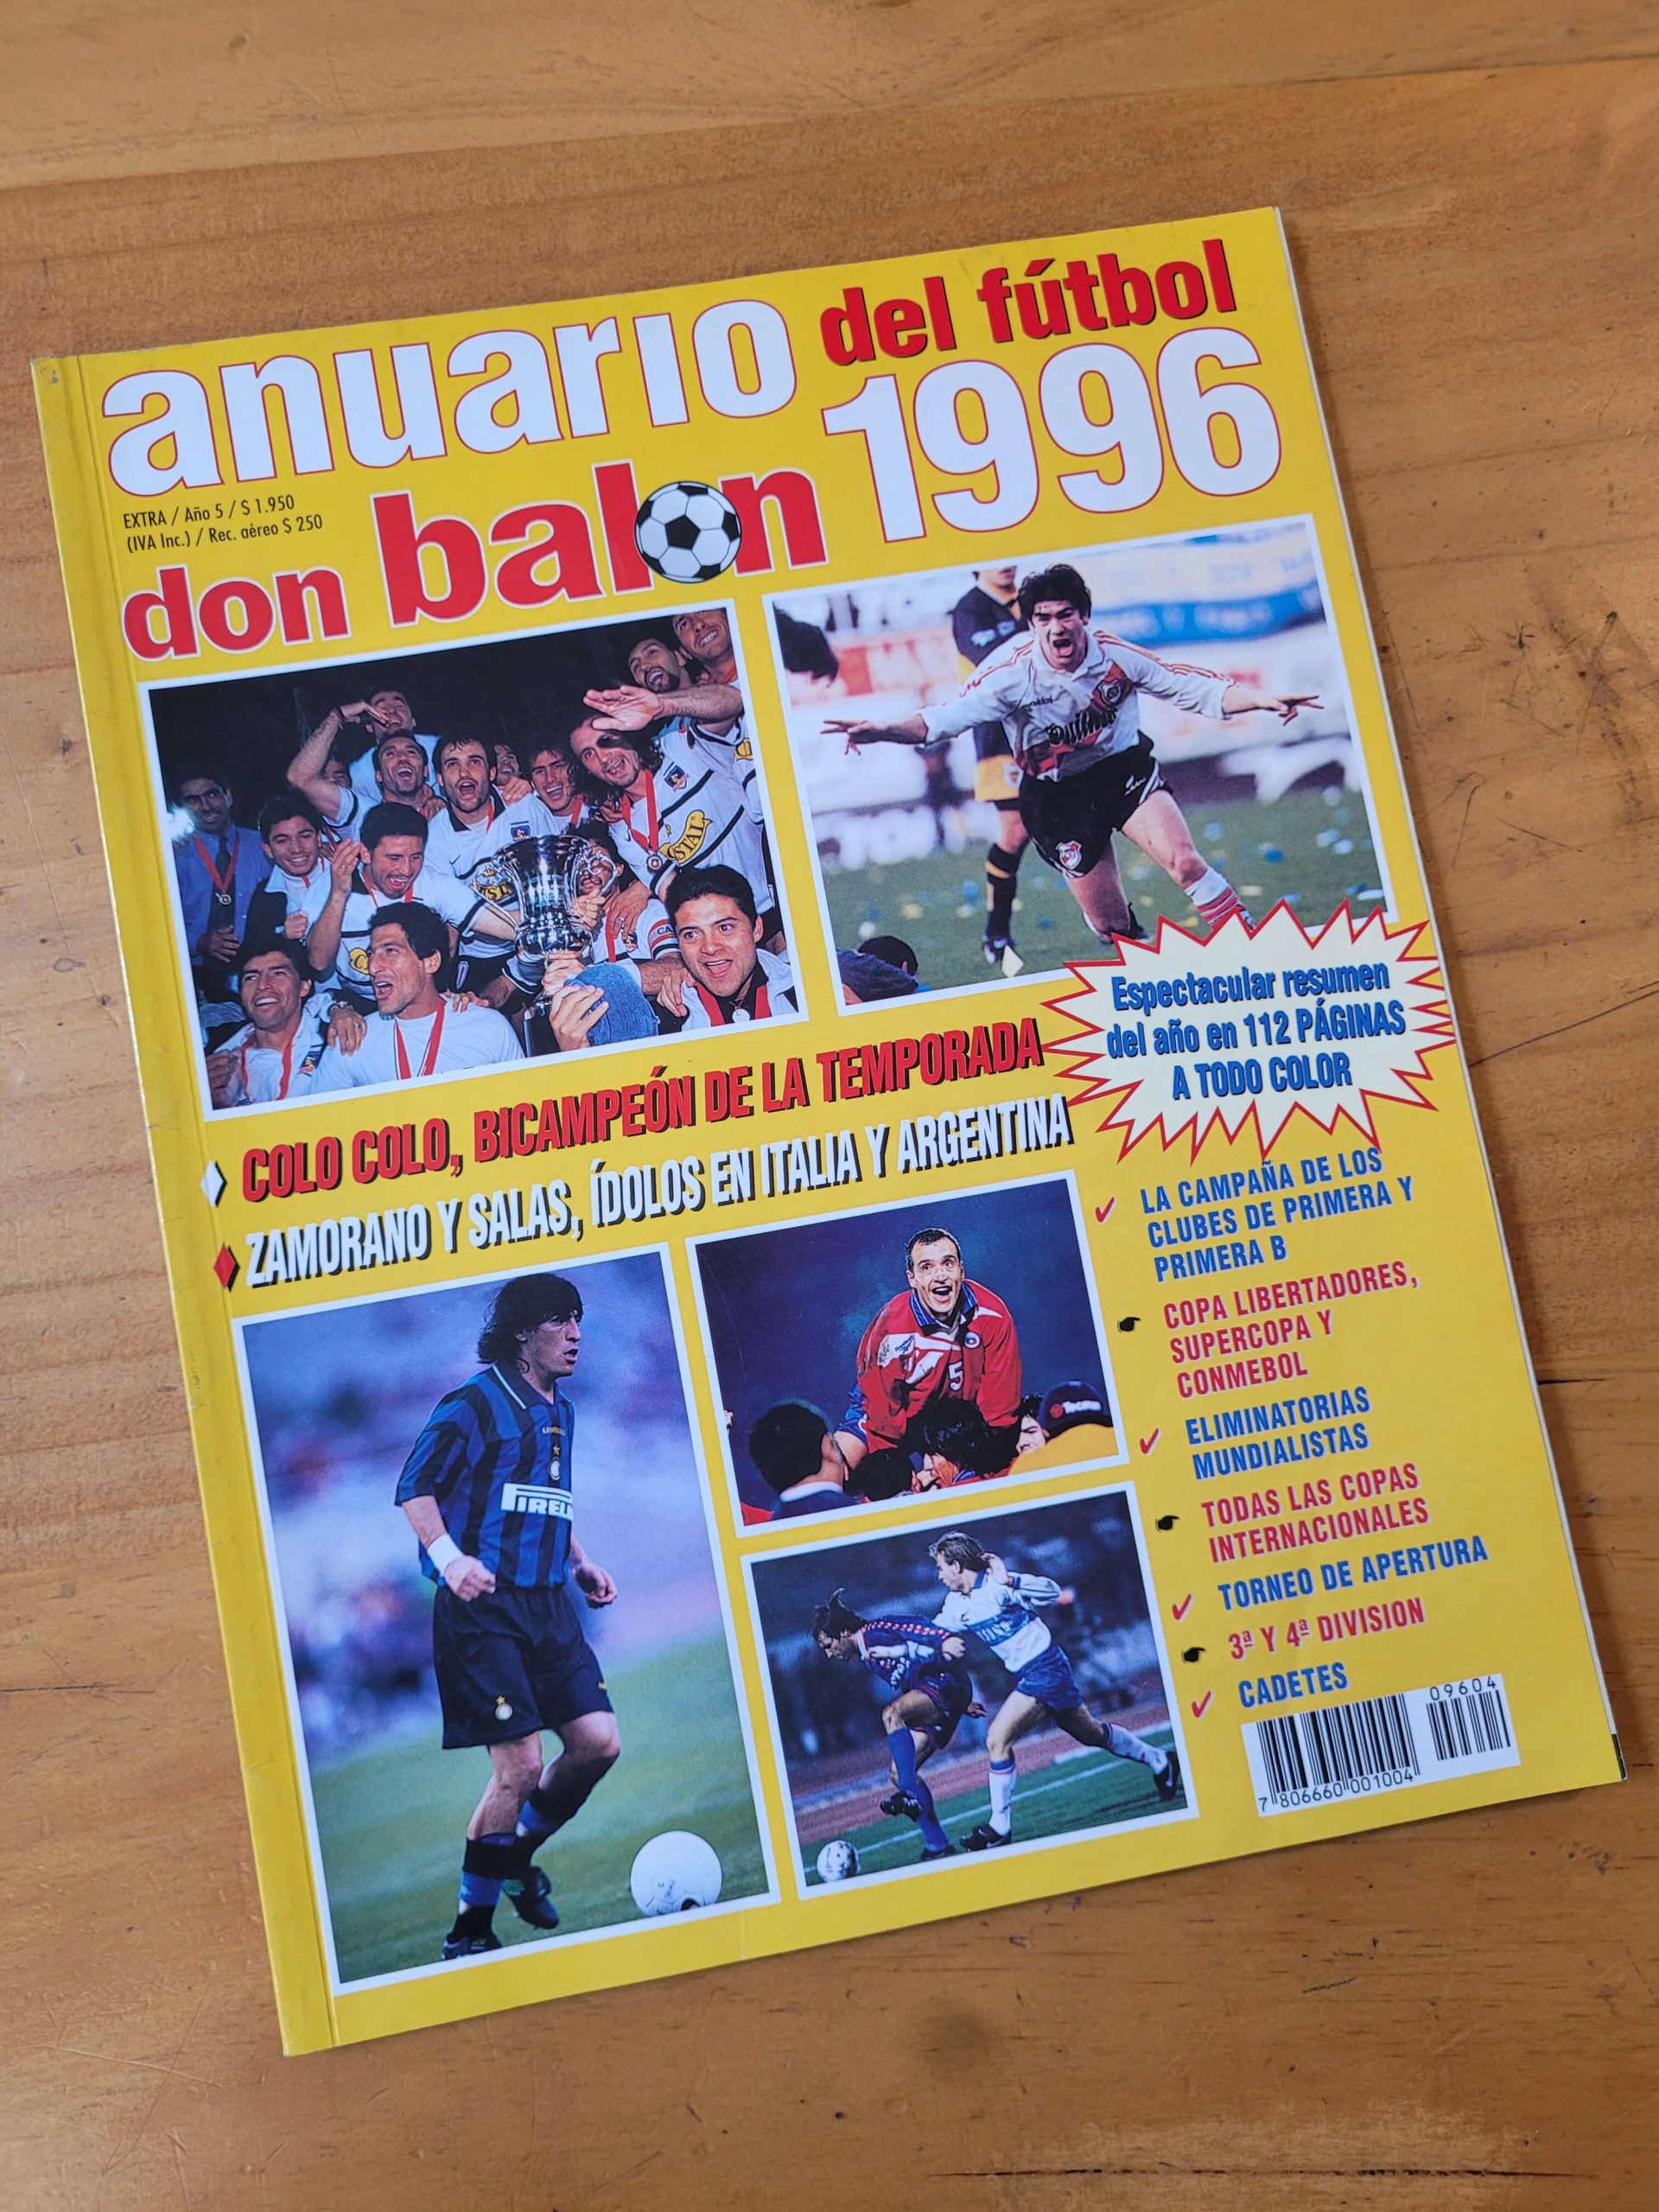 anuario del fútbol
1996
EXTRA / Año 5 / $ 1.950
(IVA Inc.) / Rec. aéreo $ 250
don balon
Quilmes
Espectacular resumen
del año en 112 PÁGINAS
A TODO COLOR
COLO COLO, BICAMPEÓN DE LA TEMPORADA
ZAMORANO Y SALAS, ÍDOLOS EN ITALIA Y ARGENTINA
LA CAMPAÑA DE LOS
CLUBES DE PRIMERA Y
PRIMERA B
COPA LIBERTADORES,
SUPERCOPA Y
CONMEBOL
ELIMINATORIAS
MUNDIALISTAS
TODAS LAS COPAS
INTERNACIONALES
TORNEO DE APERTURA
3ª Y 4ª DIVISION
CADETES
PIREL
5
09604
7 806660 001004